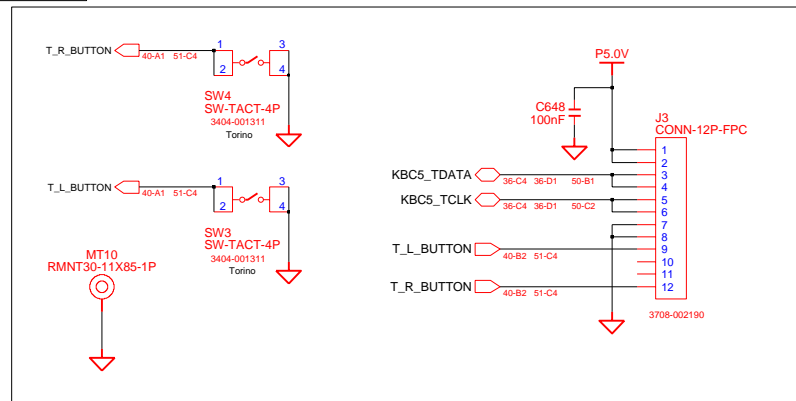 T_R_BUTTON
40-A1 51-C4
1
2
3
4
SW4
SW-TACT-4P
3404-001311
Torino
T_L_BUTTON
40-A1 51-C4
1
2
3
4
SW3
SW-TACT-4P
3404-001311
Torino
MT10
RMNT30-11X85-1P
P5.0V
C648
100nF
J3
CONN-12P-FPC
1
2
KBC5_TDATA
36-C4 36-D1 50-B1
3
4
KBC5_TCLK
36-C4 36-D1 50-C2
5
6
7
8
T_L_BUTTON
40-B2 51-C4
9
10
11
T_R_BUTTON
40-B2 51-C4
12
3708-002190